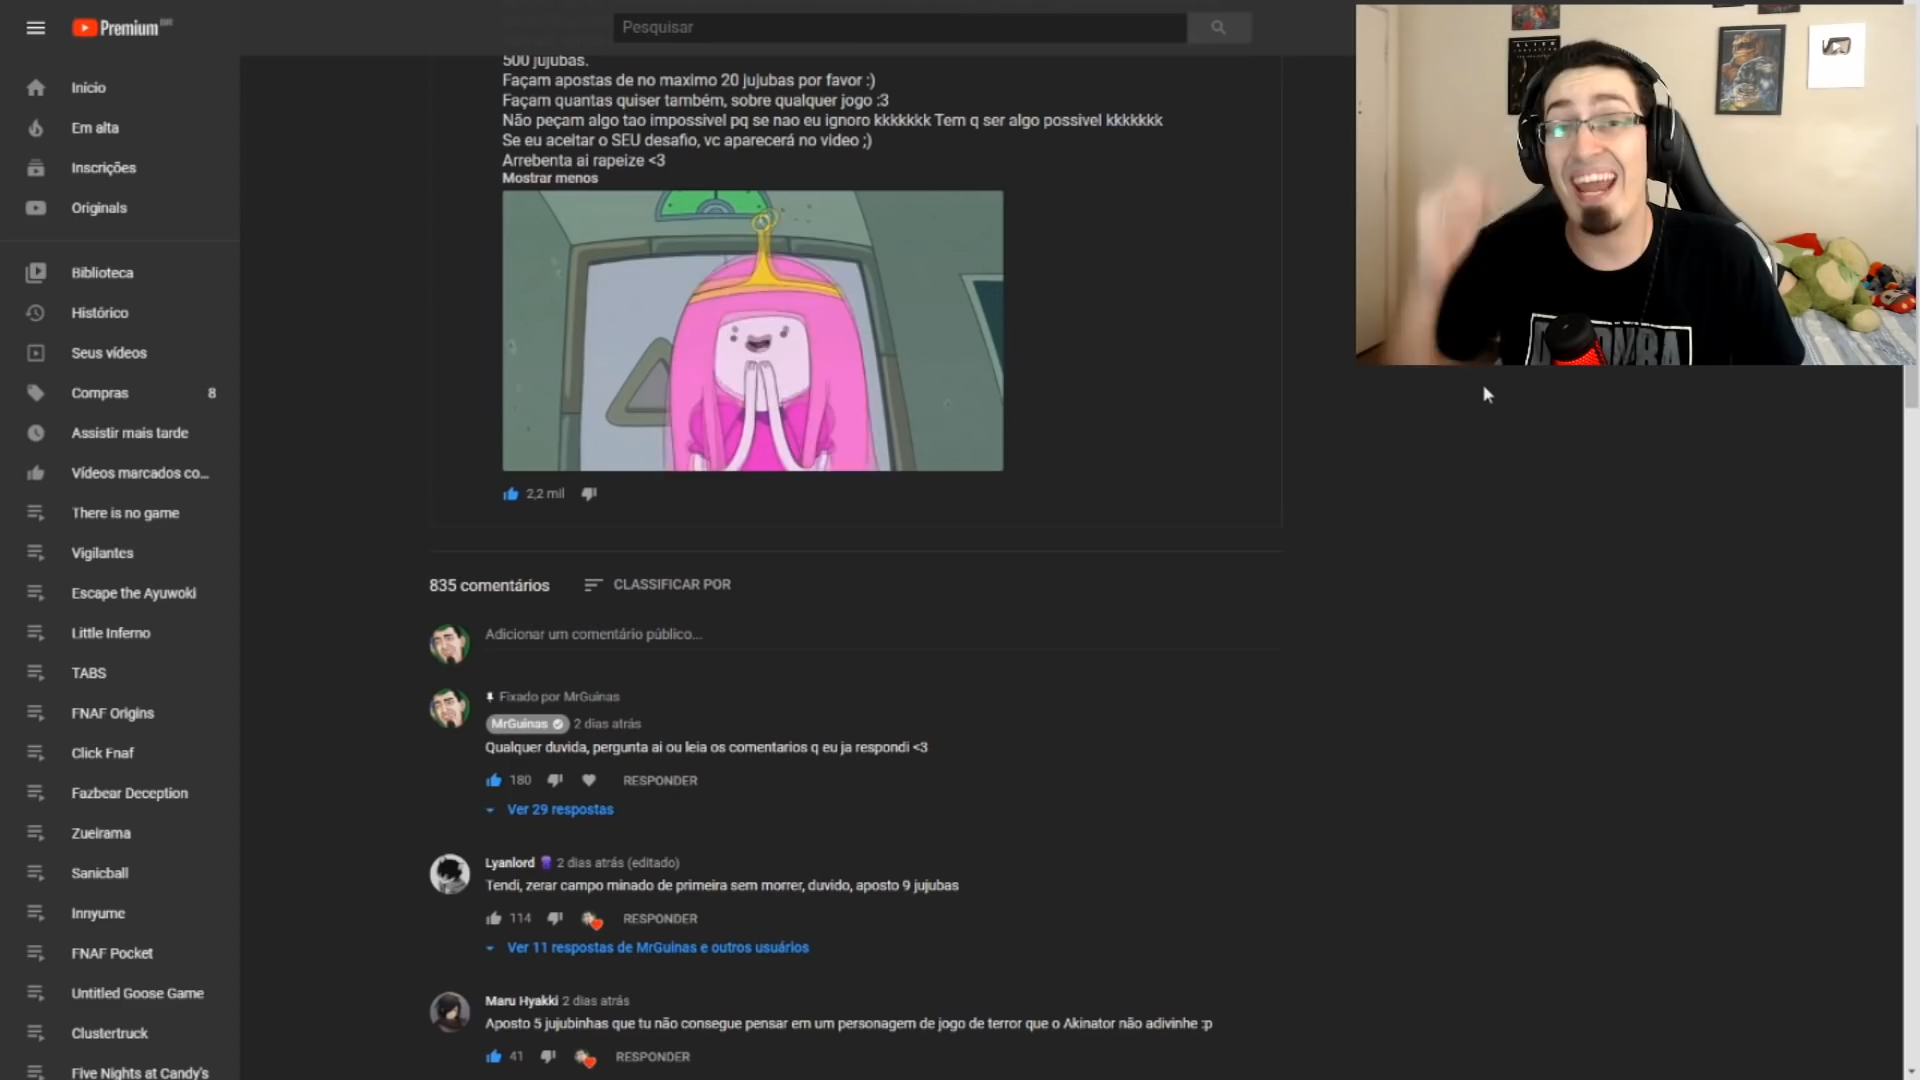 Premium BR
Pesquisar
Início
Em alta
Inscrições
Originals
Biblioteca
Histórico
Seus vídeos
Compras 8
Assistir mais tarde
Vídeos marcados co...
There is no game
Vigilantes
Escape the Ayuwoki
Little Inferno
TABS
FNAF Origins
Click Fnaf
Fazbear Deception
Zueirama
Sanicball
Innyume
FNAF Pocket
Untitled Goose Game
Clustertruck
Five Nights at Candy's
500 jujubas.
Façam apostas de no maximo 20 jujubas por favor :)
Façam quantas quiser também, sobre qualquer jogo :3
Não peçam algo tao impossivel pq se nao eu ignoro kkkkkkk Tem q ser algo possivel kkkkkkk
Se eu aceitar o SEU desafio, vc aparecerá no video ;)
Arrebenta ai rapeize <3
Mostrar menos
2,2 mil
835 comentários CLASSIFICAR POR
Adicionar um comentário público...
Fixado por MrGuinas
MrGuinas 2 dias atrás
Qualquer duvida, pergunta ai ou leia os comentarios q eu ja respondi <3
180 RESPONDER
Ver 29 respostas
Lyanlord 2 dias atrás (editado)
Tendi, zerar campo minado de primeira sem morrer, duvido, aposto 9 jujubas
114 RESPONDER
Ver 11 respostas de MrGuinas e outros usuários
Maru Hyakki 2 dias atrás
Aposto 5 jujubinhas que tu não consegue pensar em um personagem de jogo de terror que o Akinator não adivinhe :p
41 RESPONDER
ALIEN